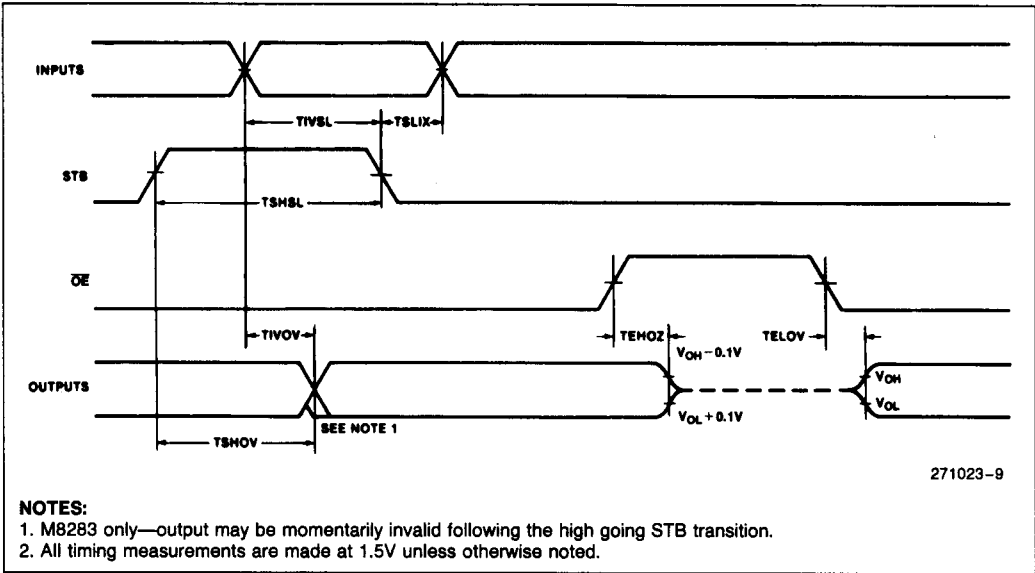 INPUTS
TIVSL
TSLIX
STB
TSHSL
OE
TIVOV
TEHOZ
TELOV
VOH−0.1V
OUTPUTS
VOH
VOL
VOL+0.1V
SEE NOTE 1
TSHOV
271023–9
NOTES:
1. M8283 only—output may be momentarily invalid following the high going STB transition.
2. All timing measurements are made at 1.5V unless otherwise noted.